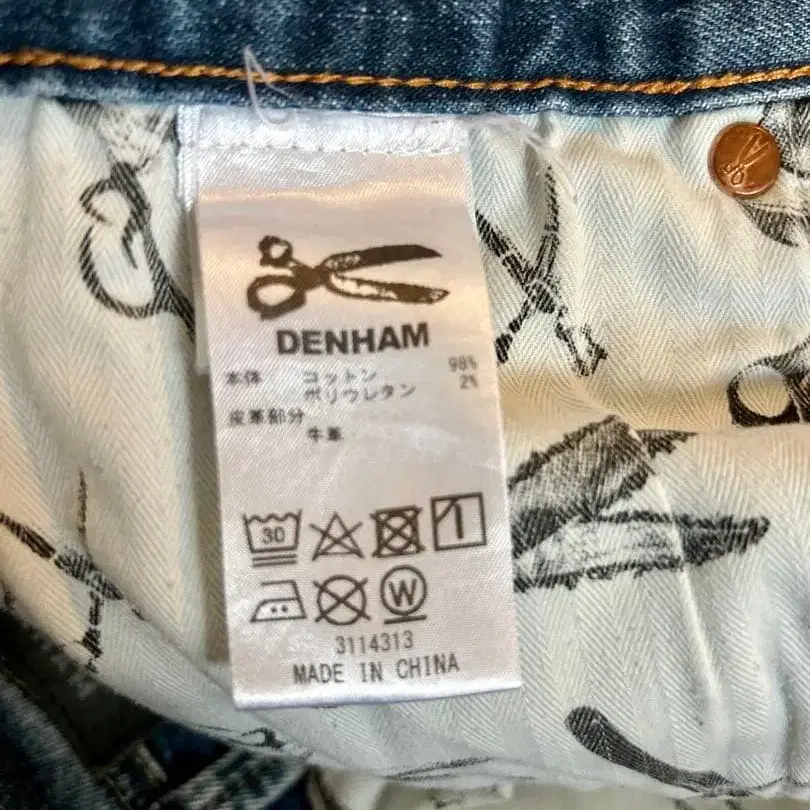 DENHAM
本体 コットン 98%
ポリウレタン 2%
皮革部分
牛革
30
W
3114313
MADE IN CHINA